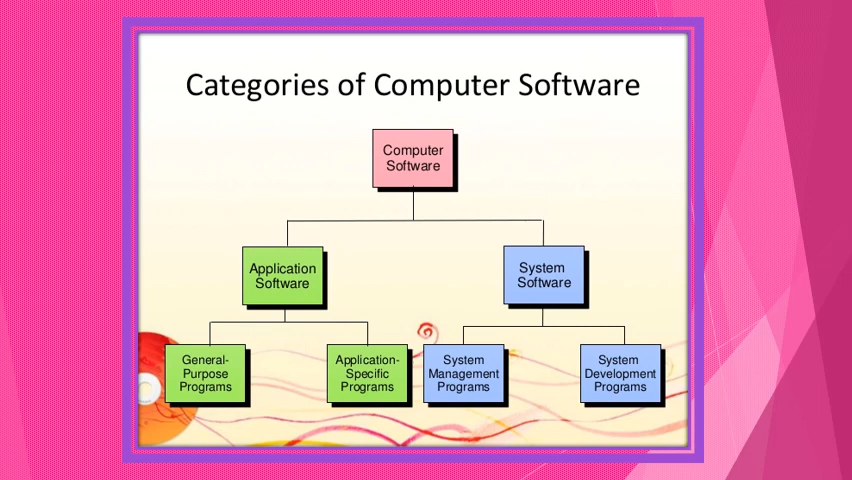 Categories of Computer Software
Computer
Software
Application
Software
System
Software
General-
Purpose
Programs
Application-
Specific
Programs
System
Management
Programs
System
Development
Programs